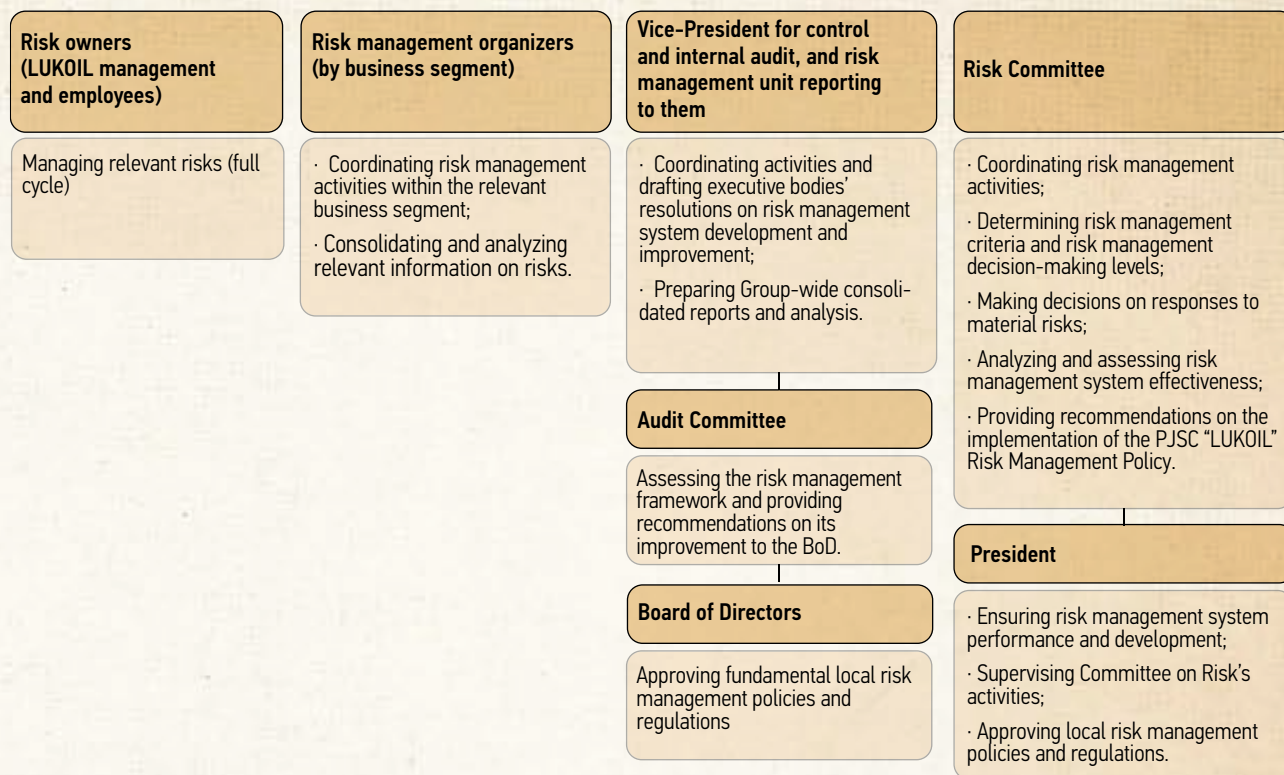 Risk owners
(LUKOIL management
and employees)
Managing relevant risks (full
cycle)
Risk management organizers
(by business segment)
· Coordinating risk management
activities within the relevant
business segment;
· Consolidating and analyzing
relevant information on risks.
Vice-President for control
and internal audit, and risk
management unit reporting
to them
· Coordinating activities and
drafting executive bodies’
resolutions on risk management
system development and
improvement;
· Preparing Group-wide consoli-
dated reports and analysis.
Audit Committee
Assessing the risk management
framework and providing
recommendations on its
improvement to the BoD.
Board of Directors
Approving fundamental local risk
management policies and
regulations
Risk Committee
· Coordinating risk management
activities;
· Determining risk management
criteria and risk management
decision-making levels;
· Making decisions on responses to
material risks;
· Analyzing and assessing risk
management system effectiveness;
· Providing recommendations on the
implementation of the PJSC “LUKOIL”
Risk Management Policy.
President
· Ensuring risk management system
performance and development;
· Supervising Committee on Risk’s
activities;
· Approving local risk management
policies and regulations.